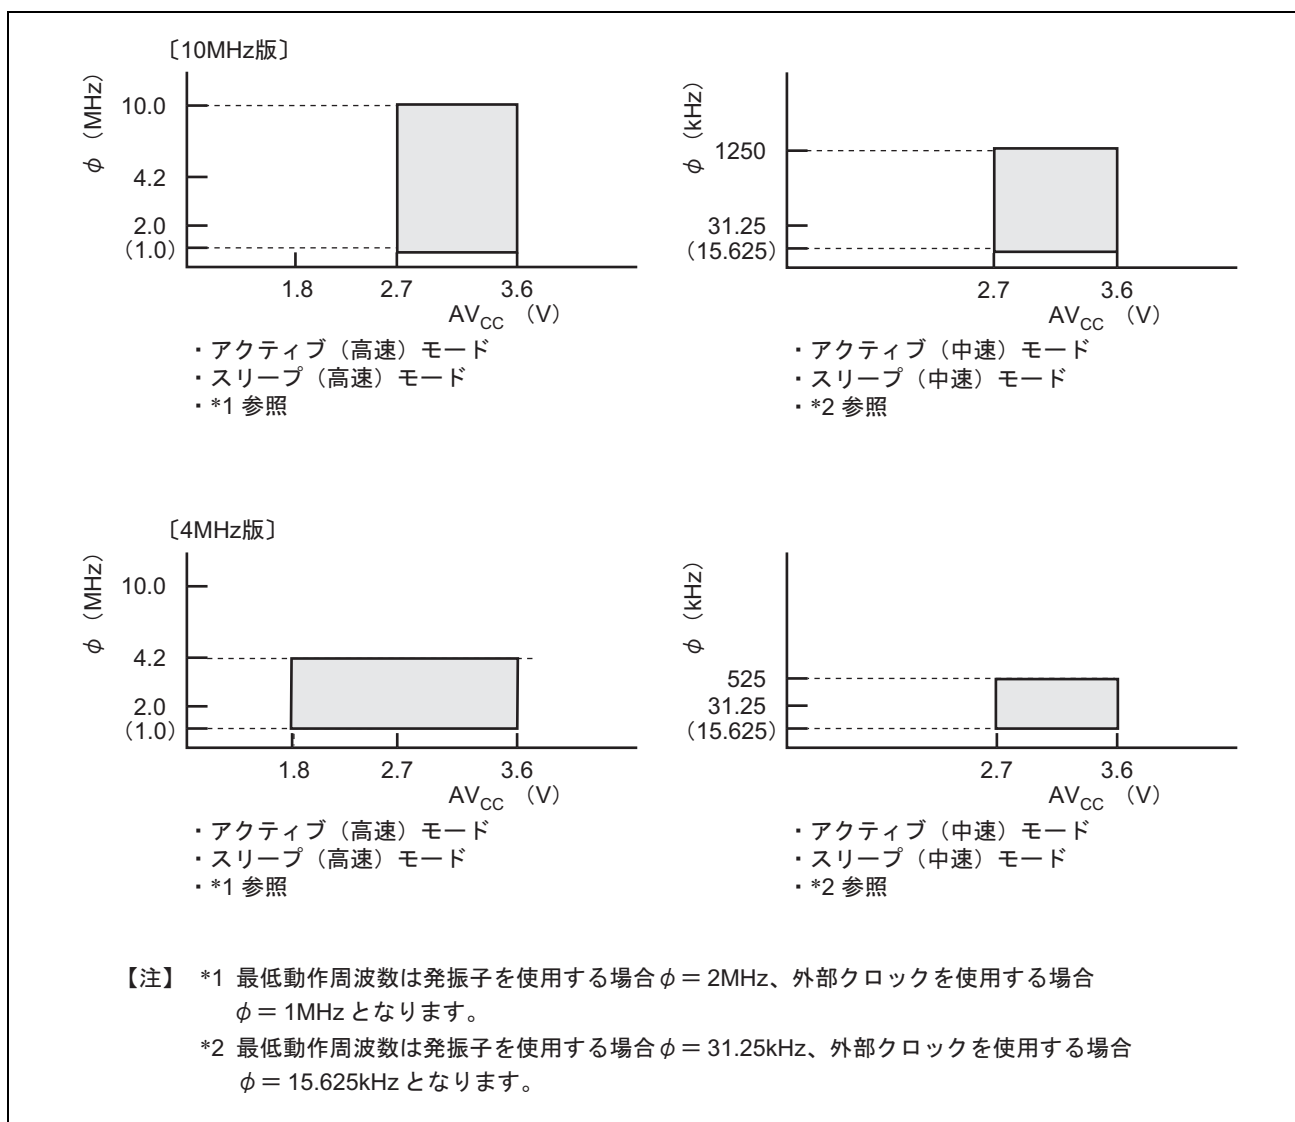 〔10MHz版〕
φ（MHz）
10.0
4.2
2.0
（1.0）
1.8 2.7 3.6
AVCC （V）
・アクティブ（高速）モード
・スリープ（高速）モード
・*1 参照
φ（kHz）
1250
31.25
（15.625）
2.7 3.6
AVCC （V）
・アクティブ（中速）モード
・スリープ（中速）モード
・*2 参照
〔4MHz版〕
φ（MHz）
10.0
4.2
2.0
（1.0）
1.8 2.7 3.6
AVCC （V）
・アクティブ（高速）モード
・スリープ（高速）モード
・*1 参照
φ（kHz）
525
31.25
（15.625）
2.7 3.6
AVCC （V）
・アクティブ（中速）モード
・スリープ（中速）モード
・*2 参照
【注】 *1 最低動作周波数は発振子を使用する場合φ＝2MHz、外部クロックを使用する場合
φ＝1MHzとなります。
*2 最低動作周波数は発振子を使用する場合φ＝31.25kHz、外部クロックを使用する場合
φ＝15.625kHzとなります。